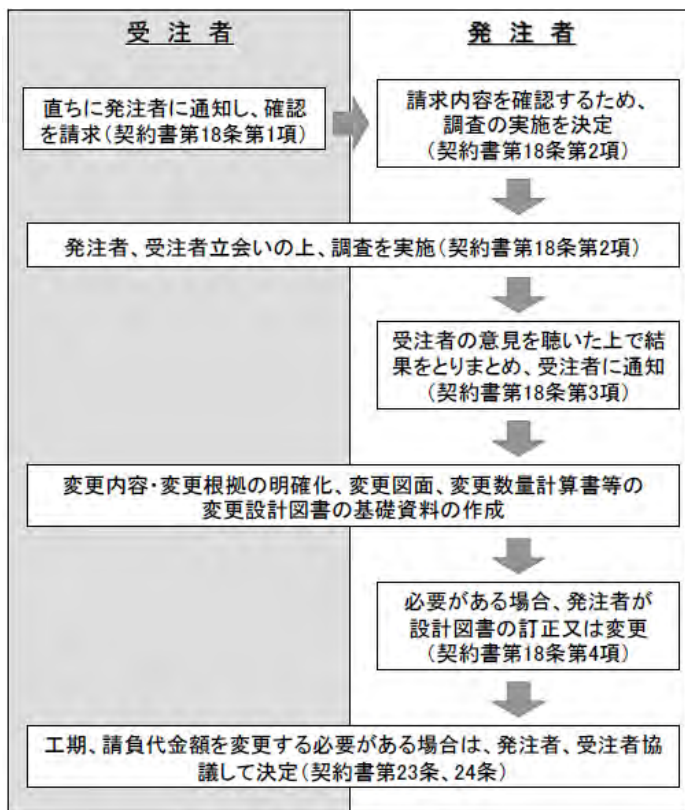 受 注 者
発 注 者
直ちに発注者に通知し、確認
を請求(契約書第18条第1項)
請求内容を確認するため、
調査の実施を決定
(契約書第18条第2項)
発注者、受注者立会いの上、調査を実施(契約書第18条第2項)
受注者の意見を聴いた上で結
果をとりまとめ、受注者に通知
(契約書第18条第3項)
変更内容・変更根拠の明確化、変更図面、変更数量計算書等の
変更設計図書の基礎資料の作成
必要がある場合、発注者が
設計図書の訂正又は変更
(契約書第18条第4項)
工期、請負代金額を変更する必要がある場合は、発注者、受注者協
議して決定(契約書第23条、24条)